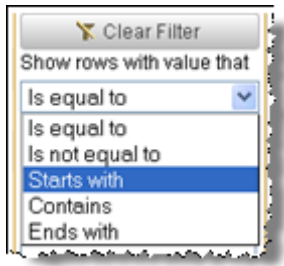 Clear Filter
Show rows with value that
Is equal to
Is equal to
Is not equal to
Starts with
Contains
Ends with